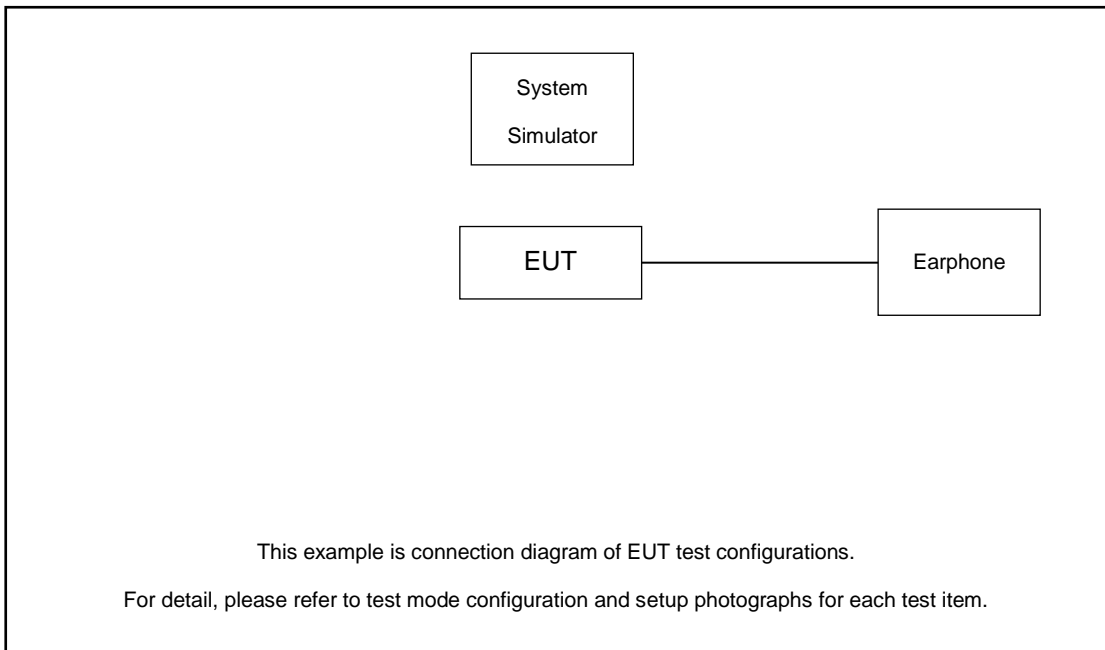 System
Simulator
EUT
Earphone
This example is connection diagram of EUT test configurations.
For detail, please refer to test mode configuration and setup photographs for each test item.